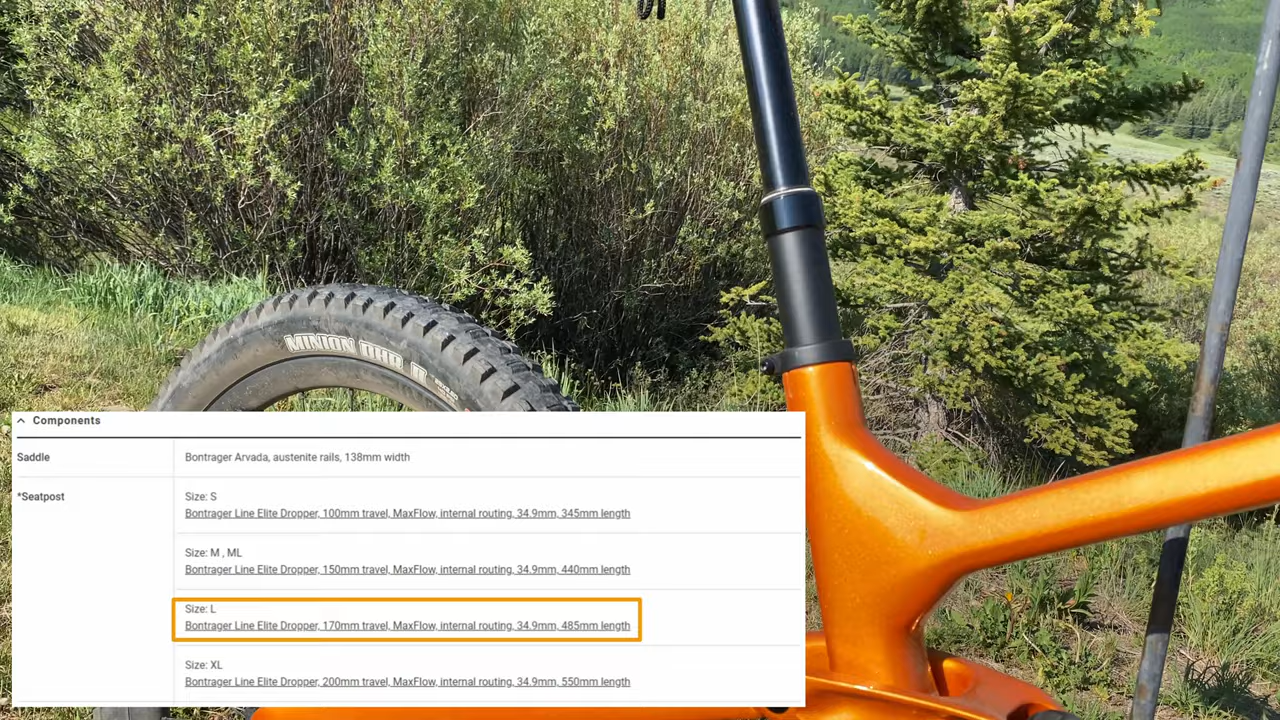 MINION DHR II
Components
Saddle
Bontrager Arvada, austenite rails, 138mm width
*Seatpost
Size: S
Bontrager Line Elite Dropper, 100mm travel, MaxFlow, internal routing, 34.9mm, 345mm length
Size: M , ML
Bontrager Line Elite Dropper, 150mm travel, MaxFlow, internal routing, 34.9mm, 440mm length
Size: L
Bontrager Line Elite Dropper, 170mm travel, MaxFlow, internal routing, 34.9mm, 485mm length
Size: XL
Bontrager Line Elite Dropper, 200mm travel, MaxFlow, internal routing, 34.9mm, 550mm length